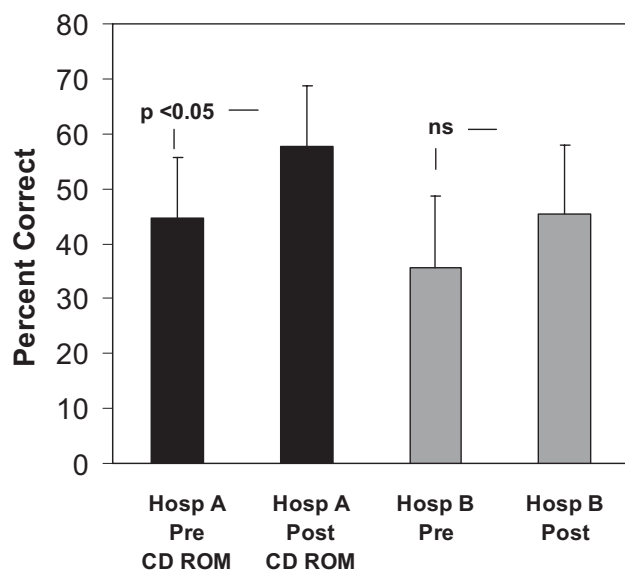 Percent Correct
80
70
60
50
40
30
20
10
0
p <0.05
ns
Hosp A
Pre
CD ROM
Hosp A
Post
CD ROM
Hosp B
Pre
Hosp B
Post